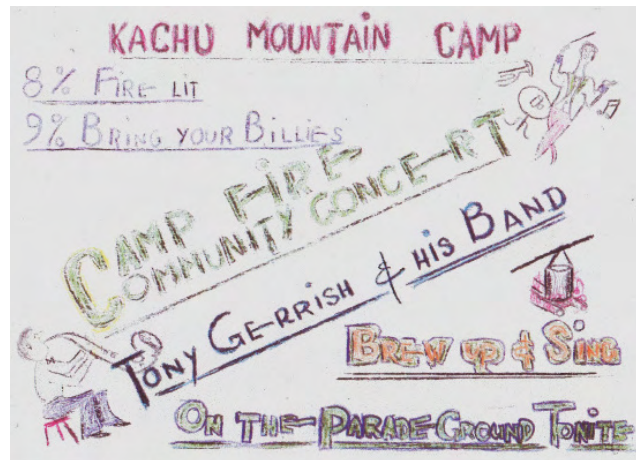 KACHU MOUNTAIN CAMP
8% FIRE LIT
9% BRING YOUR BILLIES
CAMP FIRE
COMMUNITY CONCERT
TONY GERRISH & HIS BAND
BREW UP & SING
ON THE PARADE GROUND TONITE